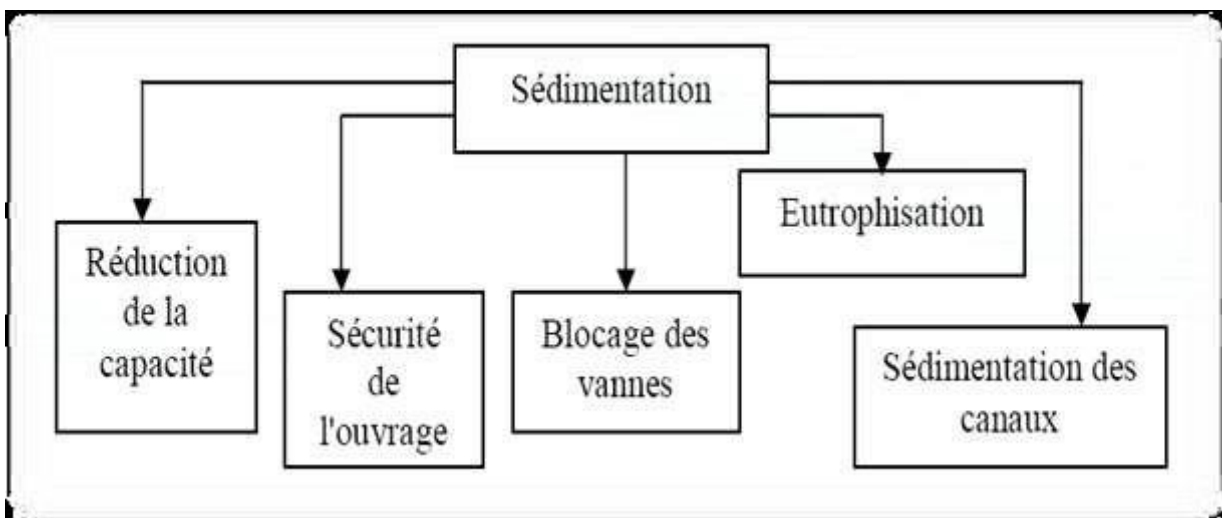 Sédimentation
Réduction
de la
capacité
Sécurité
de
l'ouvrage
Blocage des
vannes
Eutrophisation
Sédimentation des
canaux